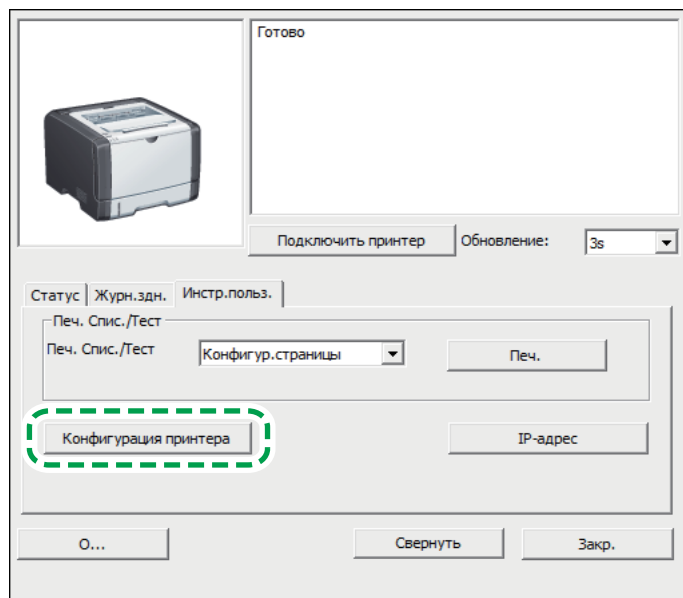 Готово
Подключить принтер
Обновление:
3s
Статус
Журн.здн.
Инстр.польз.
Печ. Спис./Тест
Печ. Спис./Тест
Конфигур.страницы
Печ.
Конфигурация принтера
IP-адрес
О...
Свернуть
Закр.